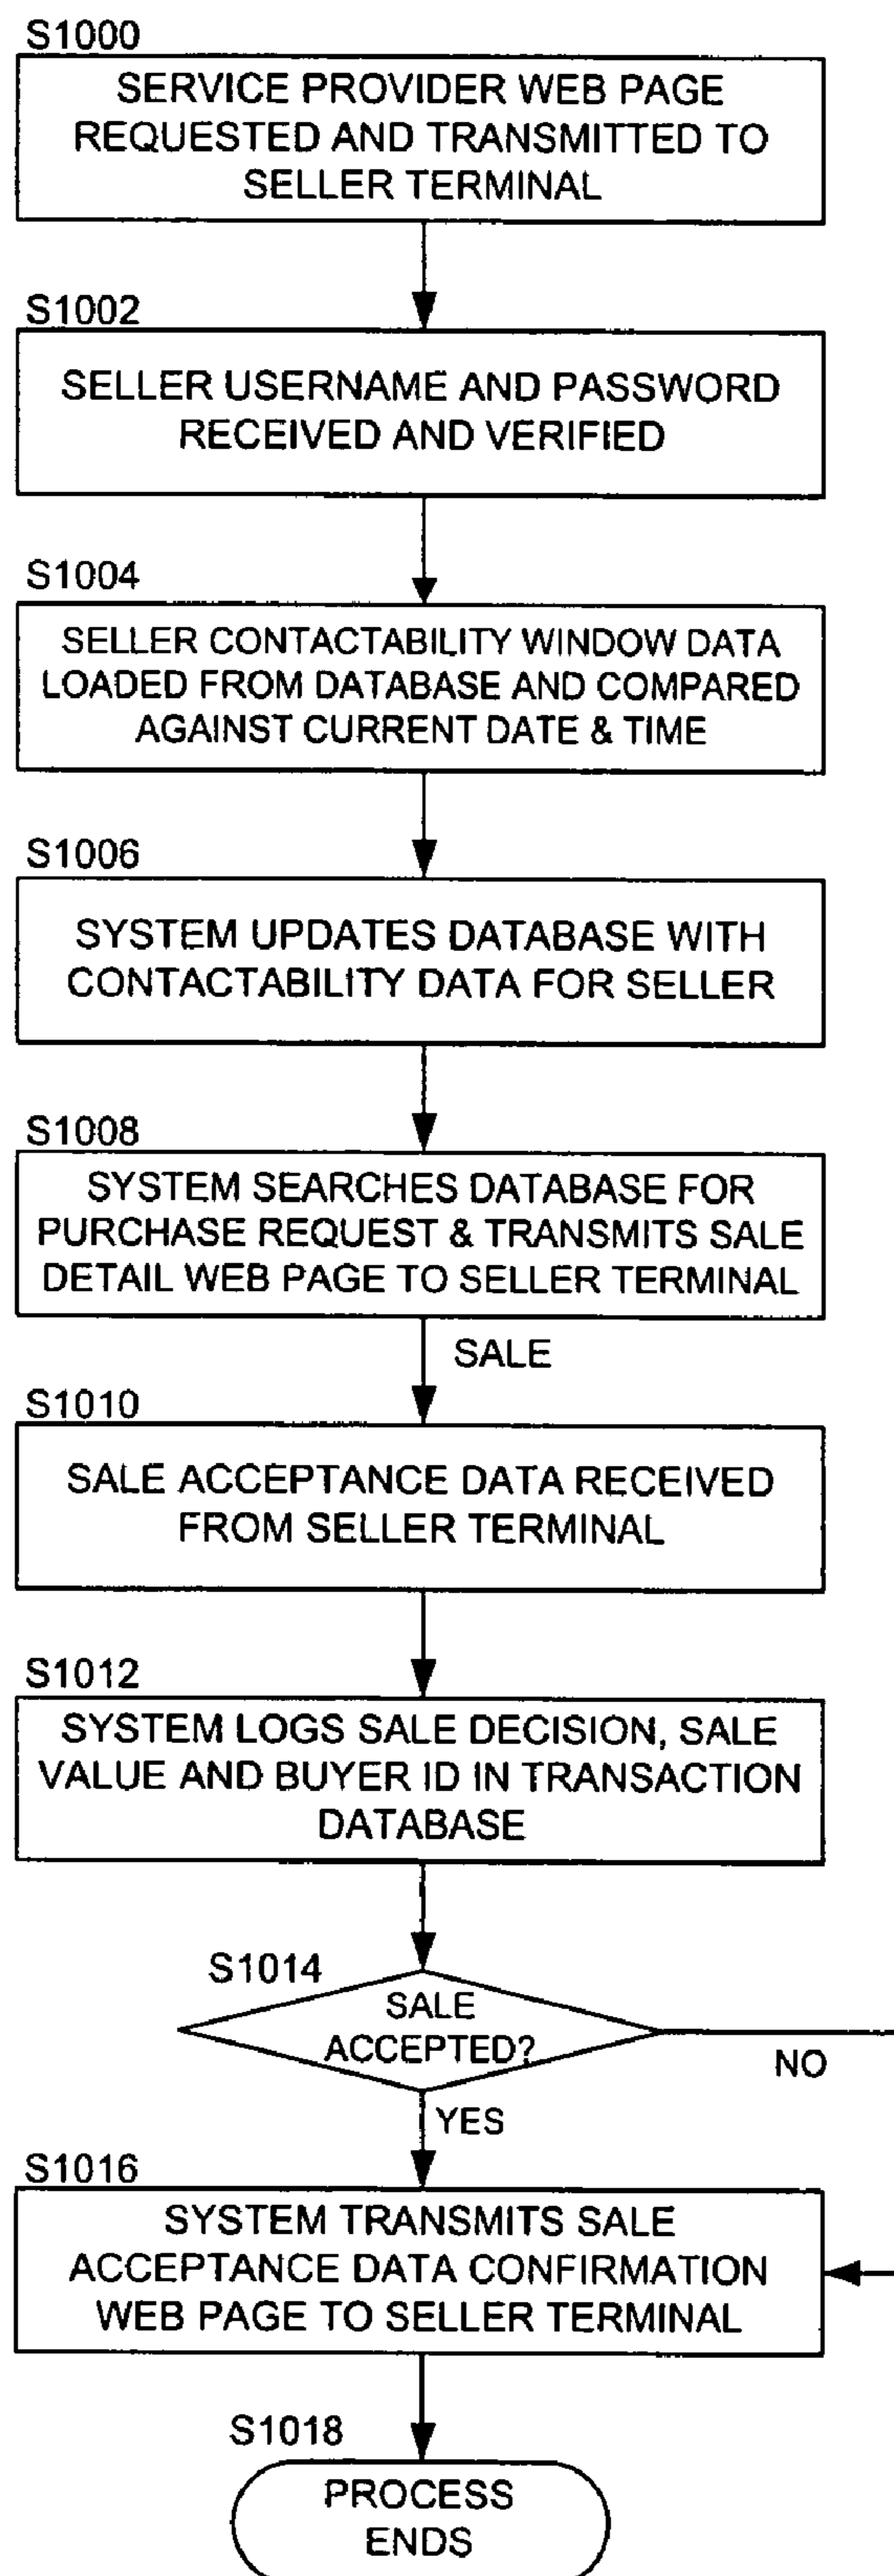 S1000
SERVICE PROVIDER WEB PAGE
REQUESTED AND TRANSMITTED TO
SELLER TERMINAL
S1002
SELLER USERNAME AND PASSWORD
RECEIVED AND VERIFIED
S1004
SELLER CONTACTABILITY WINDOW DATA
LOADED FROM DATABASE AND COMPARED
AGAINST CURRENT DATE & TIME
S1006
SYSTEM UPDATES DATABASE WITH
CONTACTABILITY DATA FOR SELLER
S1008
SYSTEM SEARCHES DATABASE FOR
PURCHASE REQUEST & TRANSMITS SALE
DETAIL WEB PAGE TO SELLER TERMINAL
SALE
S1010
SALE ACCEPTANCE DATA RECEIVED
FROM SELLER TERMINAL
S1012
SYSTEM LOGS SALE DECISION, SALE
VALUE AND BUYER ID IN TRANSACTION
DATABASE
S1014
SALE
ACCEPTED?
NO
YES
S1016
SYSTEM TRANSMITS SALE
ACCEPTANCE DATA CONFIRMATION
WEB PAGE TO SELLER TERMINAL
S1018
PROCESS
ENDS